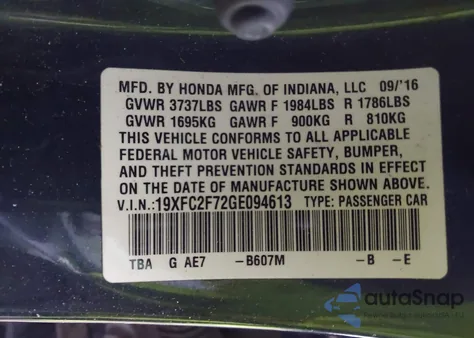 MFD. BY HONDA MFG. OF INDIANA, LLC 09/'16
GVWR 3737LBS GAWR F 1984LBS R 1786LBS
GVWR 1695KG GAWR F 900KG R 810KG
THIS VEHICLE CONFORMS TO ALL APPLICABLE
FEDERAL MOTOR VEHICLE SAFETY, BUMPER,
AND THEFT PREVENTION STANDARDS IN EFFECT
ON THE DATE OF MANUFACTURE SHOWN ABOVE.
V.I.N.:19XFC2F72GE094613 TYPE: PASSENGER CAR
TBA G AE7 -B607M -B -E
autoSnap